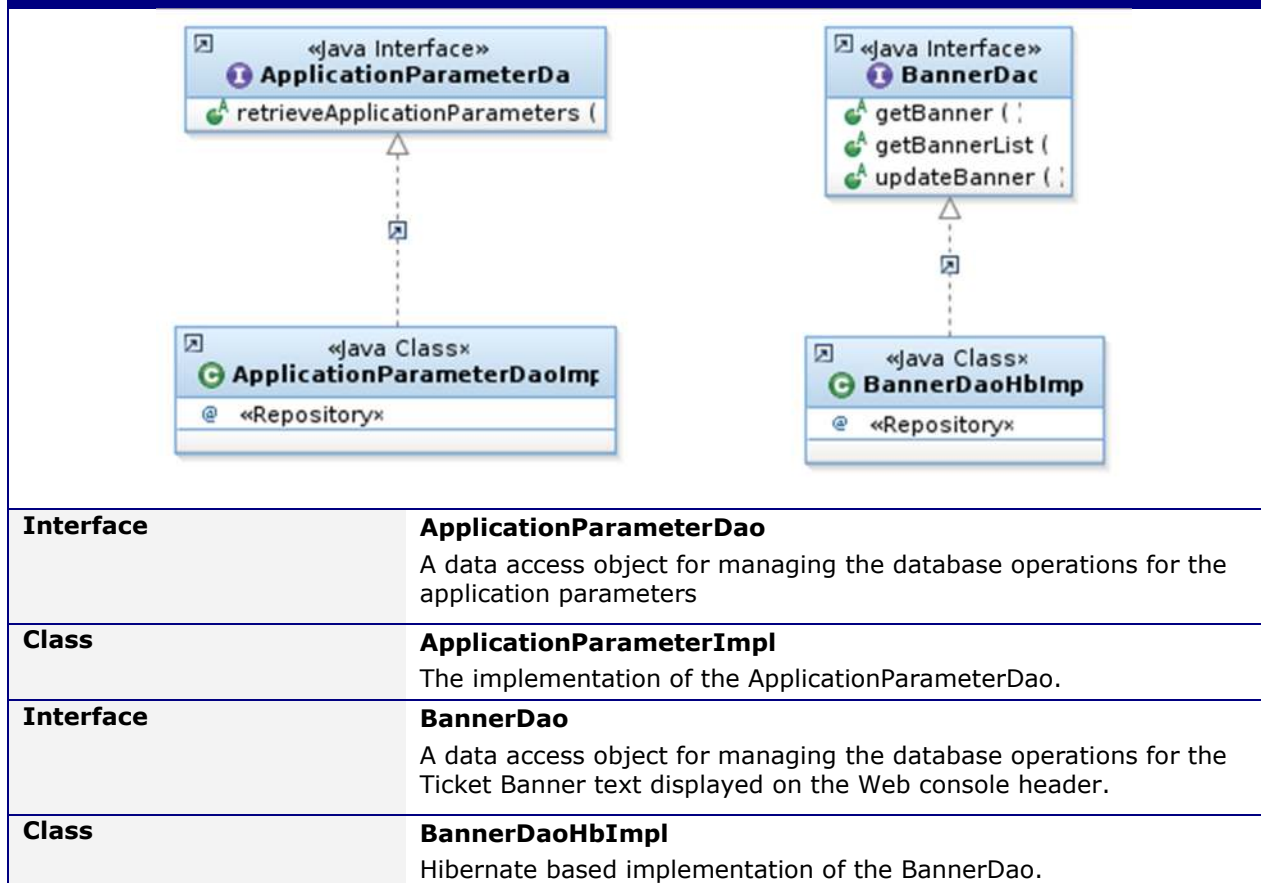 «Java Interface»
ApplicationParameterDa
retrieveApplicationParameters (
«Java Interface»
BannerDac
getBanner (
getBannerList (
updateBanner (
«Java Class»
ApplicationParameterDaoImp
@ «Repository»
«Java Class»
BannerDaoHbImp
@ «Repository»
Interface
ApplicationParameterDao
A data access object for managing the database operations for the
application parameters
Class
ApplicationParameterImpl
The implementation of the ApplicationParameterDao.
Interface
BannerDao
A data access object for managing the database operations for the
Ticket Banner text displayed on the Web console header.
Class
BannerDaoHbImpl
Hibernate based implementation of the BannerDao.